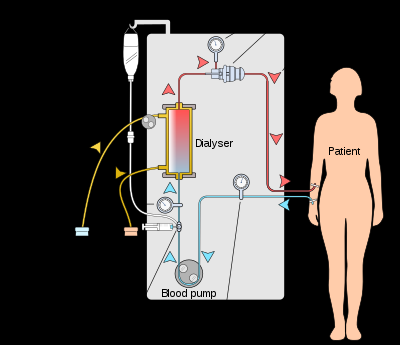 Dialyser
Patient
Blood pump